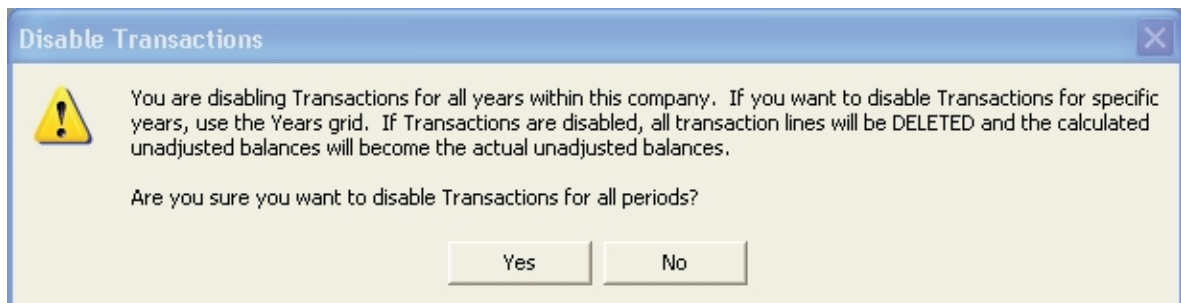 Disable Transactions
You are disabling Transactions for all years within this company.  If you want to disable Transactions for specific
years, use the Years grid.  If Transactions are disabled, all transaction lines will be DELETED and the calculated
unadjusted balances will become the actual unadjusted balances.
Are you sure you want to disable Transactions for all periods?
Yes
No